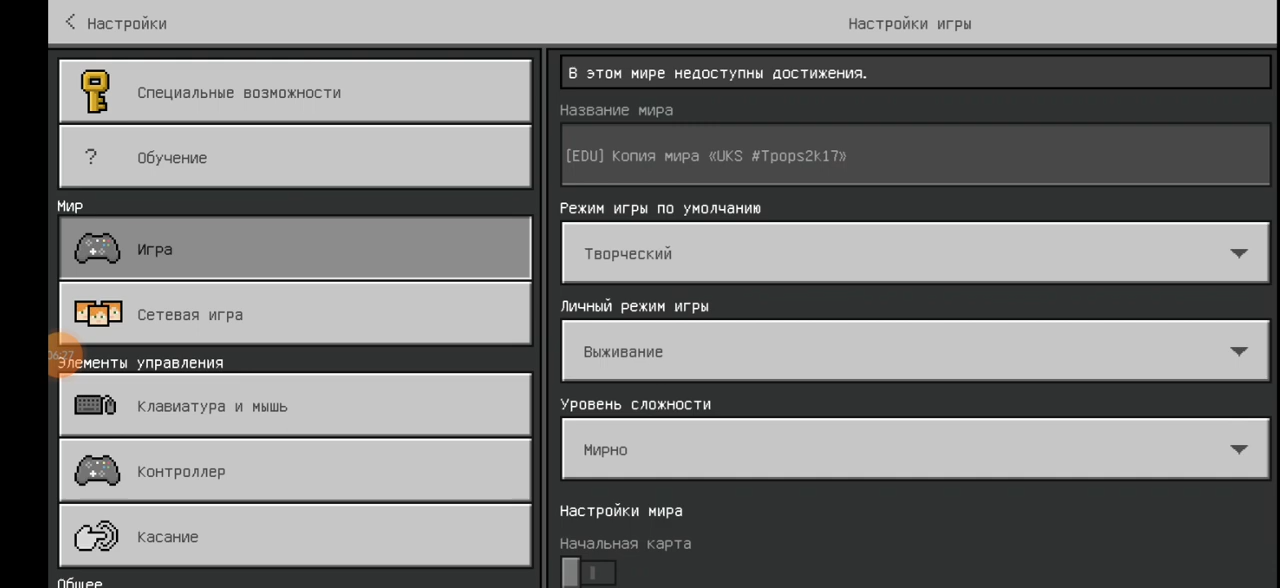 Настройки
Настройки игры
Специальные возможности
? Обучение
Мир
Игра
Сетевая игра
06:27
Элементы управления
Клавиатура и мышь
Контроллер
Касание
Общее
В этом мире недоступны достижения.
Название мира
[EDU] Копия мира «UKS #Tpops2k17»
Режим игры по умолчанию
Творческий
Личный режим игры
Выживание
Уровень сложности
Мирно
Настройки мира
Начальная карта